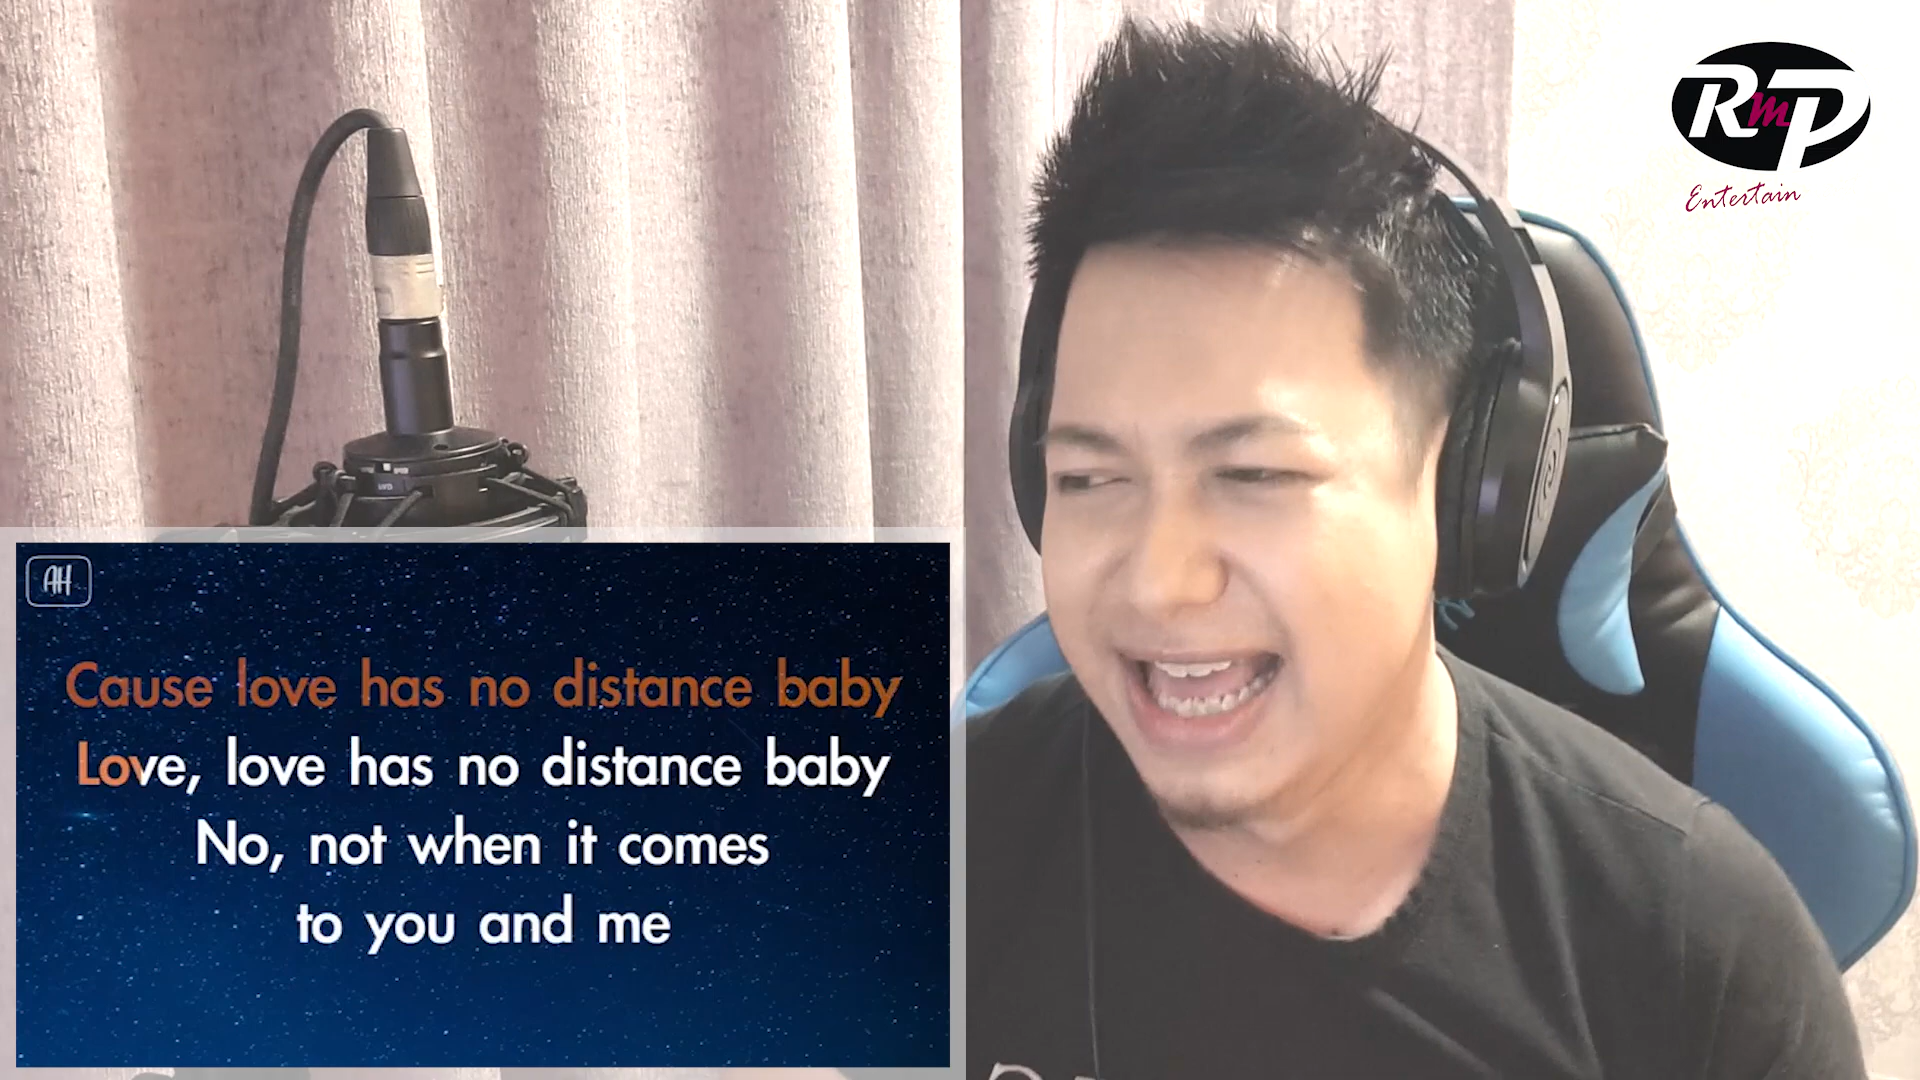 RmP
Entertain
AH
Cause love has no distance baby
Love, love has no distance baby
No, not when it comes
to you and me